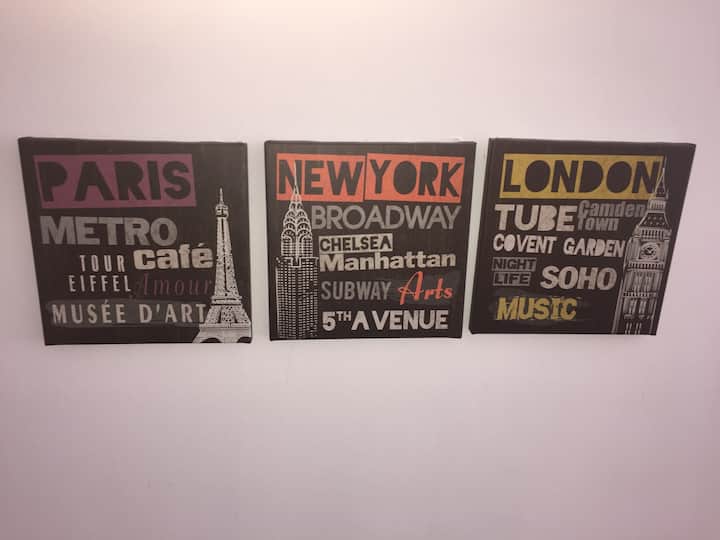 PARIS
METRO
TOUR café
EIFFEL Amour
MUSÉE D'ART
NEW YORK
BROADWAY
CHELSEA
Manhattan
SUBWAY Arts
5TH AVENUE
LONDON
TUBE Camden Town
COVENT GARDEN
NIGHT LIFE SOHO
MUSIC